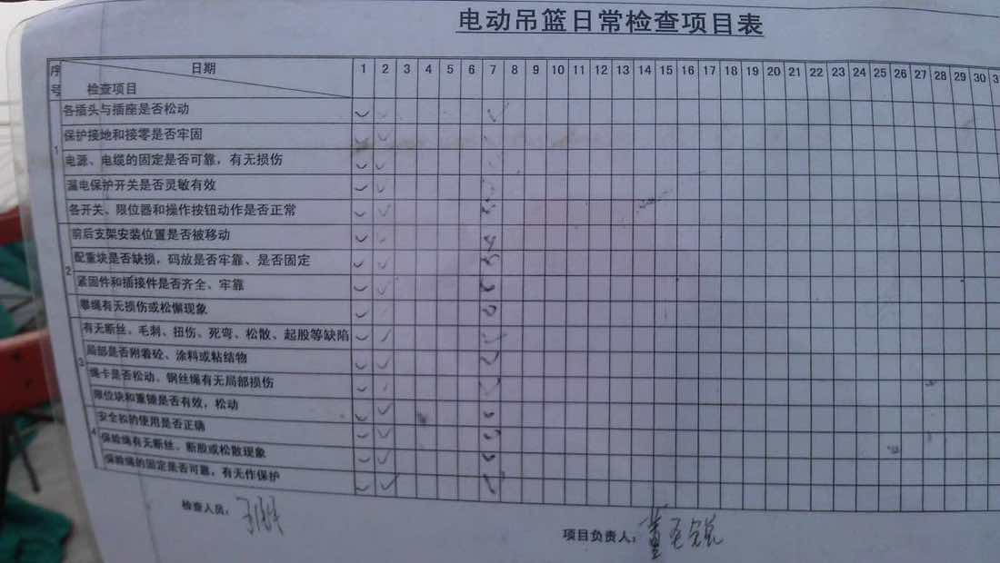 电动吊篮日常检查项目表
序号 日期 检查项目 1 2 3 4 5 6 7 8 9 10 11 12 13 14 15 16 17 18 19 20 21 22 23 24 25 26 27 28 29 30
1
各插头与插座是否松动
保护接地和接零是否牢固
电源、电缆的固定是否可靠，有无损伤
漏电保护开关是否灵敏有效
各开关、限位器和操作按钮动作是否正常
2
前后支架安装位置是否被移动
配重块是否缺损，码放是否牢靠、是否固定
紧固件和插接件是否齐全、牢靠
攀绳有无损伤或松懈现象
3
有无断丝、毛刺、扭伤、死弯、松散、起股等缺陷
局部是否附着砼、涂料或粘结物
绳卡是否松动、钢丝绳有无局部损伤
限位块和重锤是否有效，松动
4
安全扣的使用是否正确
保险绳有无断丝、断股或松散现象
保险绳的固定是否可靠，有无作保护
检查人员：
项目负责人：